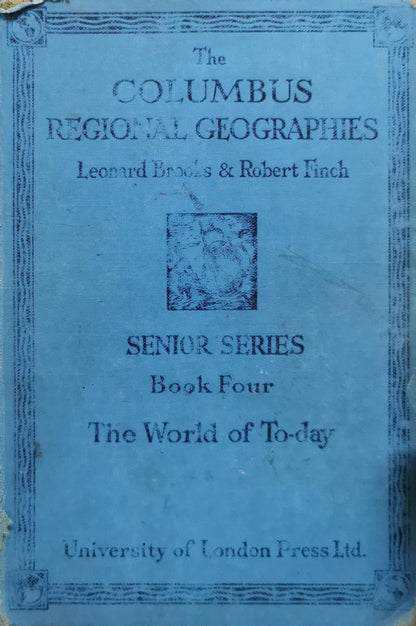 The
COLUMBUS
REGIONAL GEOGRAPHIES
Leonard Brooks & Robert Finch
SENIOR SERIES
Book Four
The World of To-day
University of London Press Ltd.